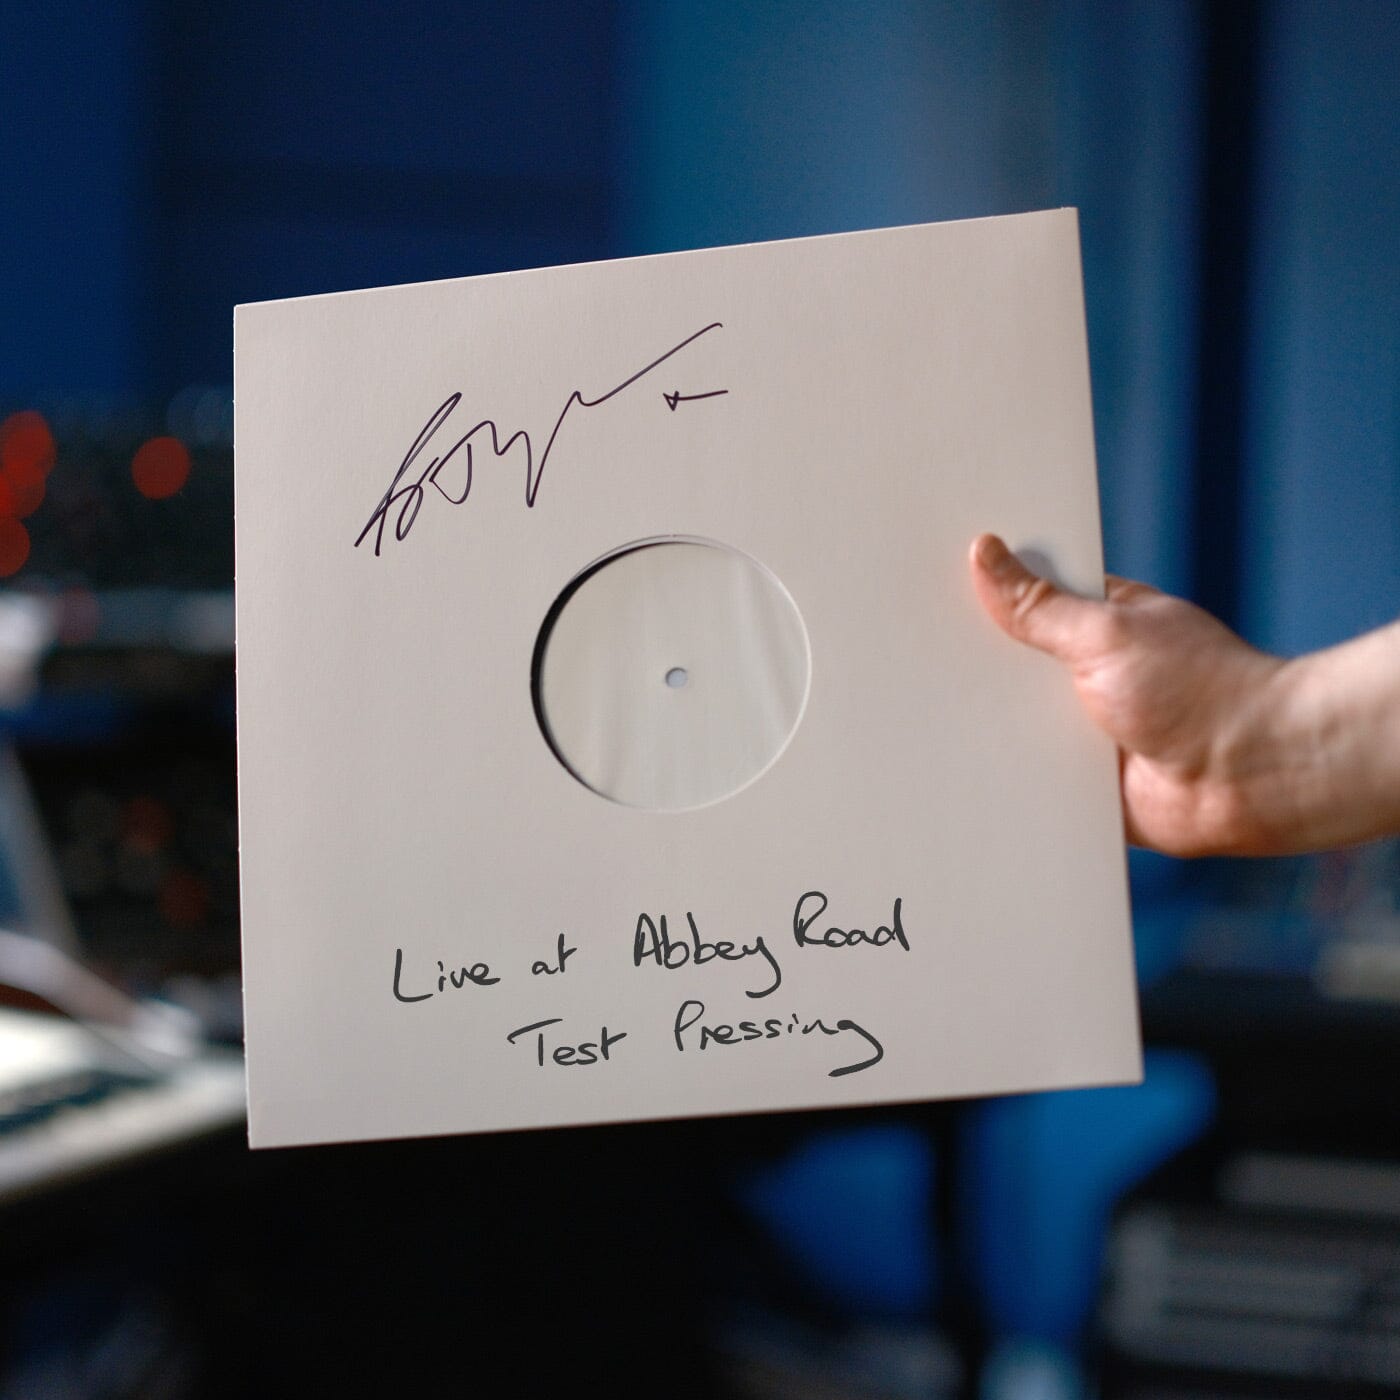 Live at Abbey Road
Test Pressing